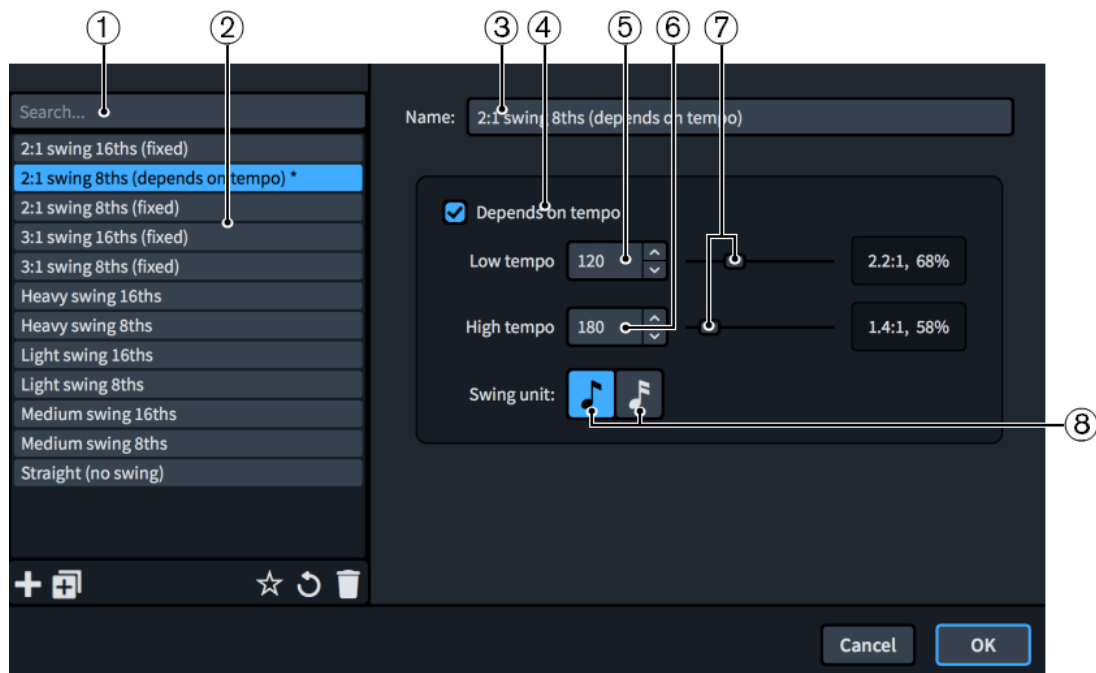 ① ② ③ ④ ⑤ ⑥ ⑦
Search...
2:1 swing 16ths (fixed)
2:1 swing 8ths (depends on tempo) *
2:1 swing 8ths (fixed)
3:1 swing 16ths (fixed)
3:1 swing 8ths (fixed)
Heavy swing 16ths
Heavy swing 8ths
Light swing 16ths
Light swing 8ths
Medium swing 16ths
Medium swing 8ths
Straight (no swing)
Name: 2:1 swing 8ths (depends on tempo)
Depends on tempo
Low tempo 120 2.2:1, 68%
High tempo 180 1.4:1, 58%
Swing unit:
⑧
Cancel OK